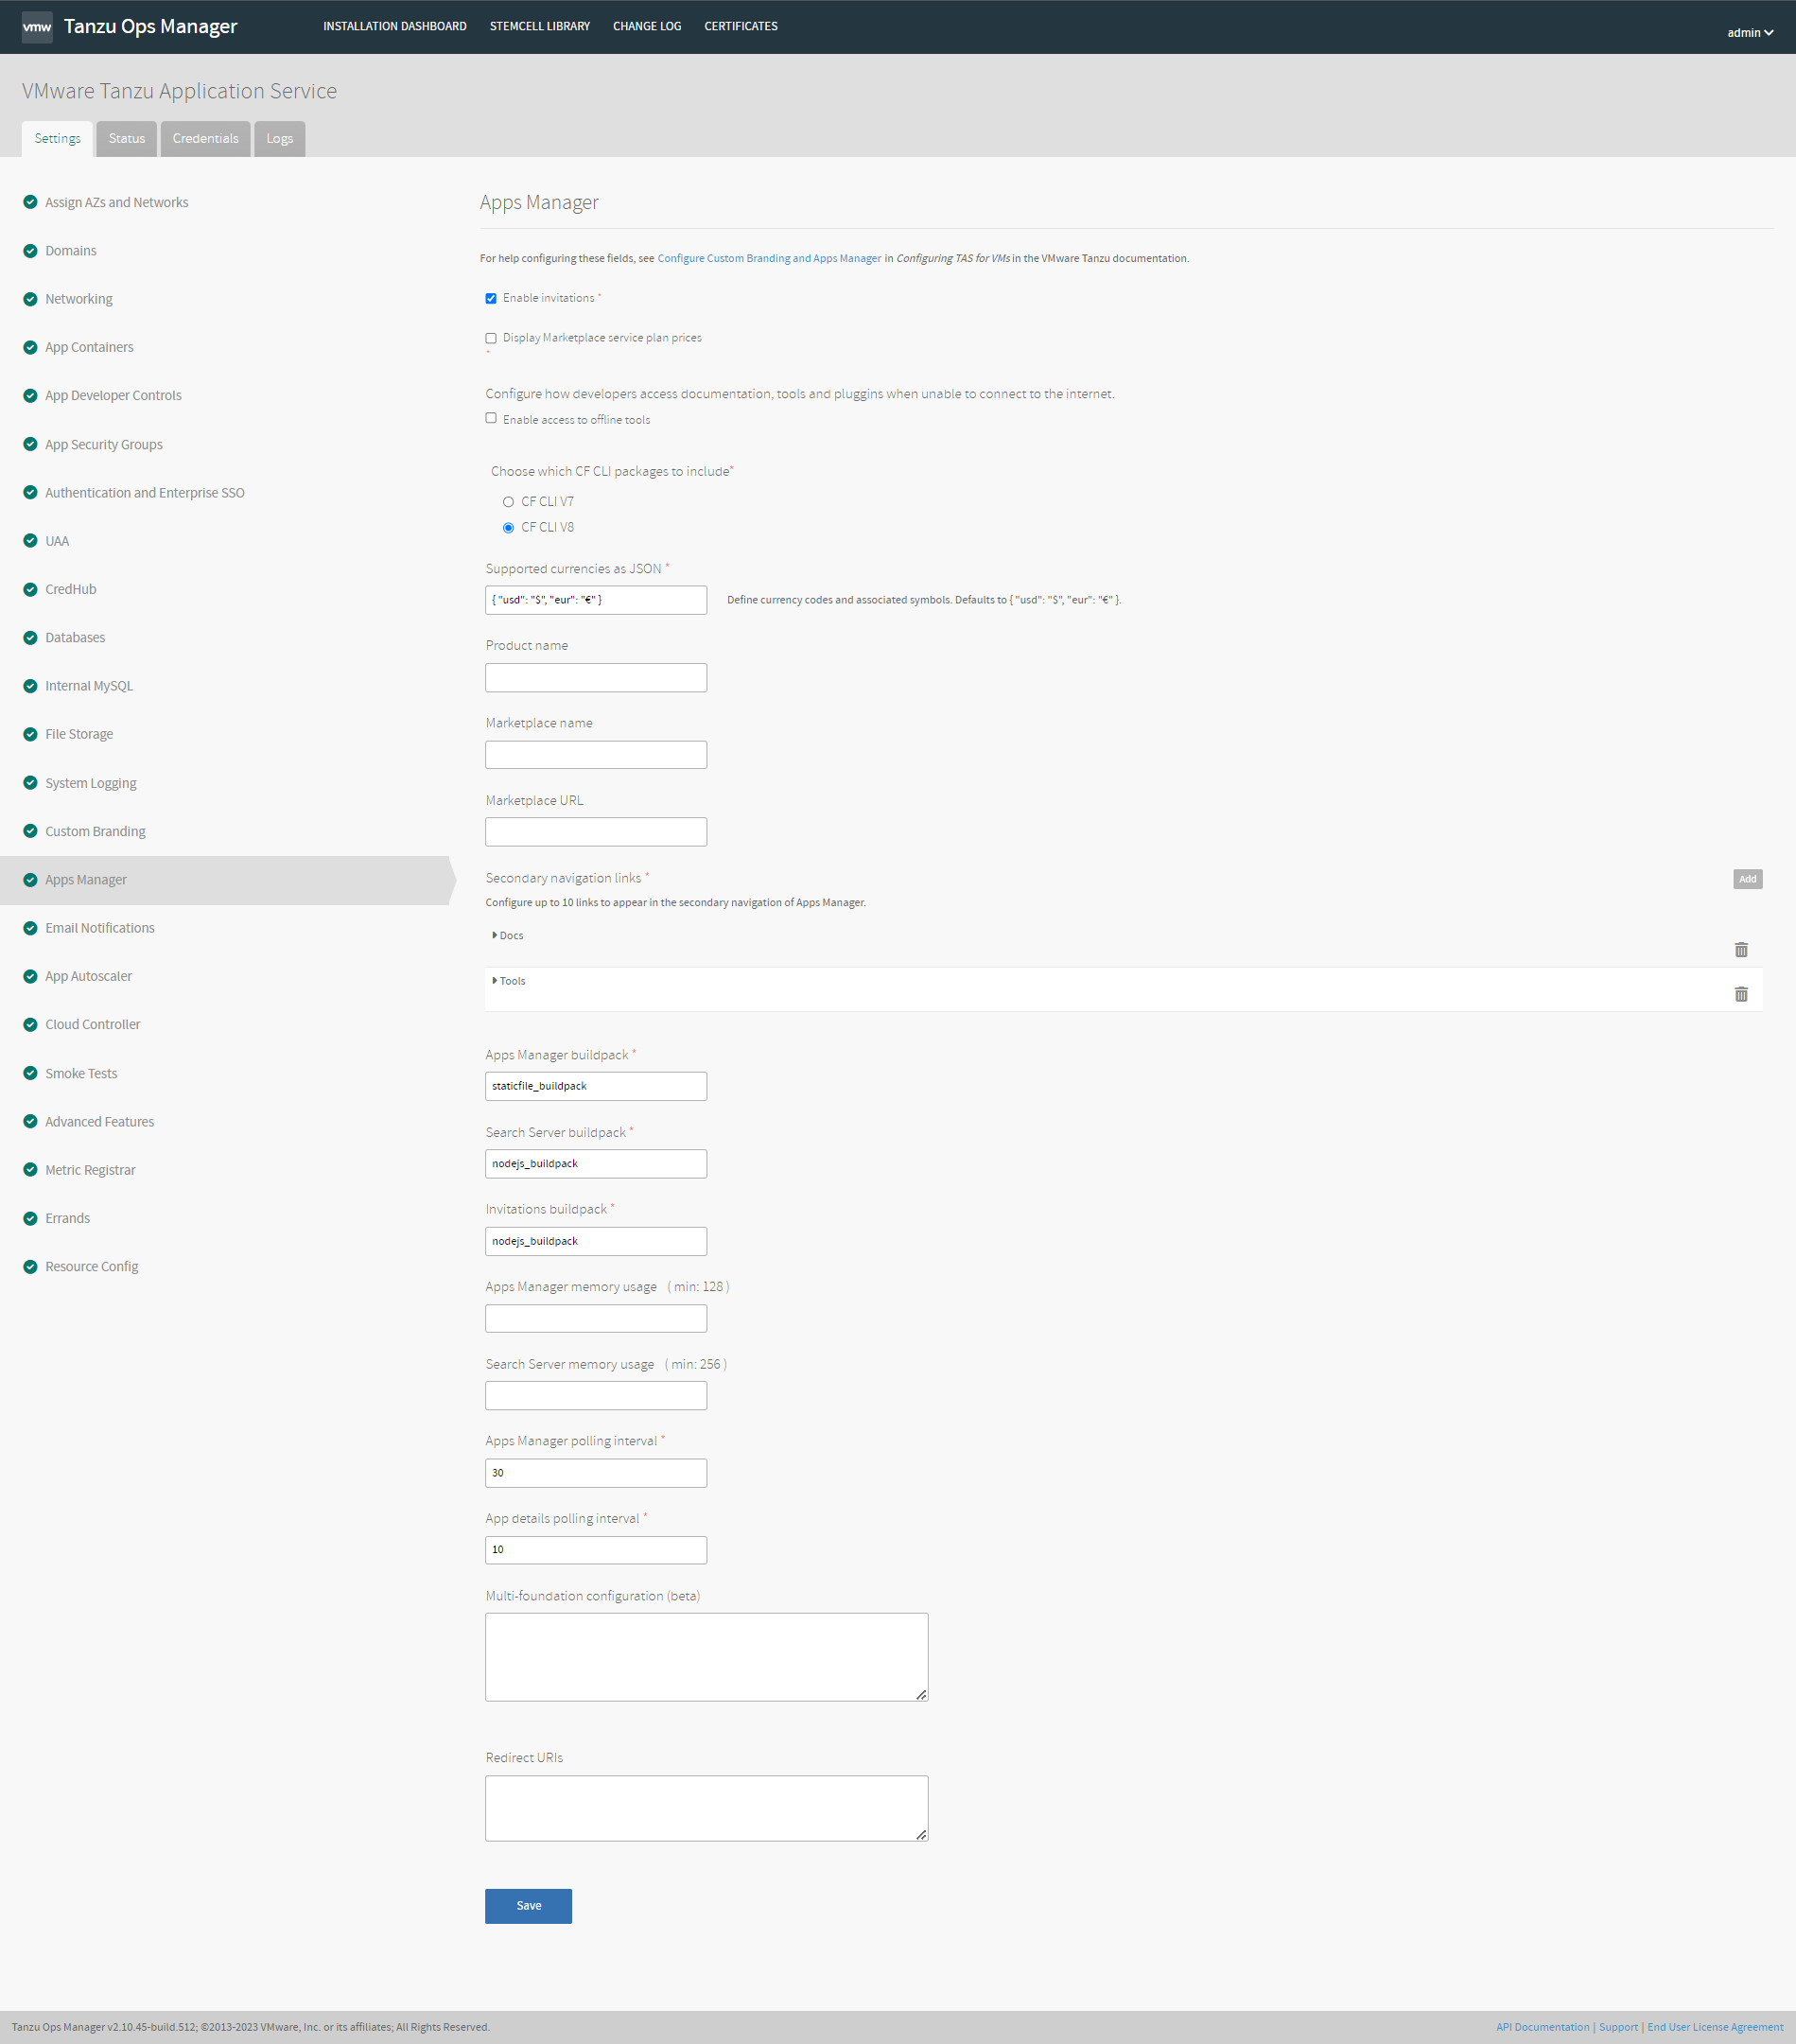 vmw Tanzu Ops Manager INSTALLATION DASHBOARD STEMCELL LIBRARY CHANGE LOG CERTIFICATES admin
VMware Tanzu Application Service
Settings Status Credentials Logs
Assign AZs and Networks
Domains
Networking
App Containers
App Developer Controls
App Security Groups
Authentication and Enterprise SSO
UAA
CredHub
Databases
Internal MySQL
File Storage
System Logging
Custom Branding
Apps Manager
Email Notifications
App Autoscaler
Cloud Controller
Smoke Tests
Advanced Features
Metric Registrar
Errands
Resource Config
Apps Manager
For help configuring these fields, see Configure Custom Branding and Apps Manager in Configuring TAS for VMs in the VMware Tanzu documentation.
Enable invitations *
Display Marketplace service plan prices
*
Configure how developers access documentation, tools and pluggins when unable to connect to the internet.
Enable access to offline tools
Choose which CF CLI packages to include*
CF CLI V7
CF CLI V8
Supported currencies as JSON *
{ "usd": "$", "eur": "€" } Define currency codes and associated symbols. Defaults to { "usd": "$", "eur": "€" }.
Product name
Marketplace name
Marketplace URL
Secondary navigation links * Add
Configure up to 10 links to appear in the secondary navigation of Apps Manager.
Docs
Tools
Apps Manager buildpack *
staticfile_buildpack
Search Server buildpack *
nodejs_buildpack
Invitations buildpack *
nodejs_buildpack
Apps Manager memory usage ( min: 128 )
Search Server memory usage ( min: 256 )
Apps Manager polling interval *
30
App details polling interval *
10
Multi-foundation configuration (beta)
Redirect URIs
Save
Tanzu Ops Manager v2.10.45-build.512; ©2013-2023 VMware, Inc. or its affiliates; All Rights Reserved. API Documentation | Support | End User License Agreement